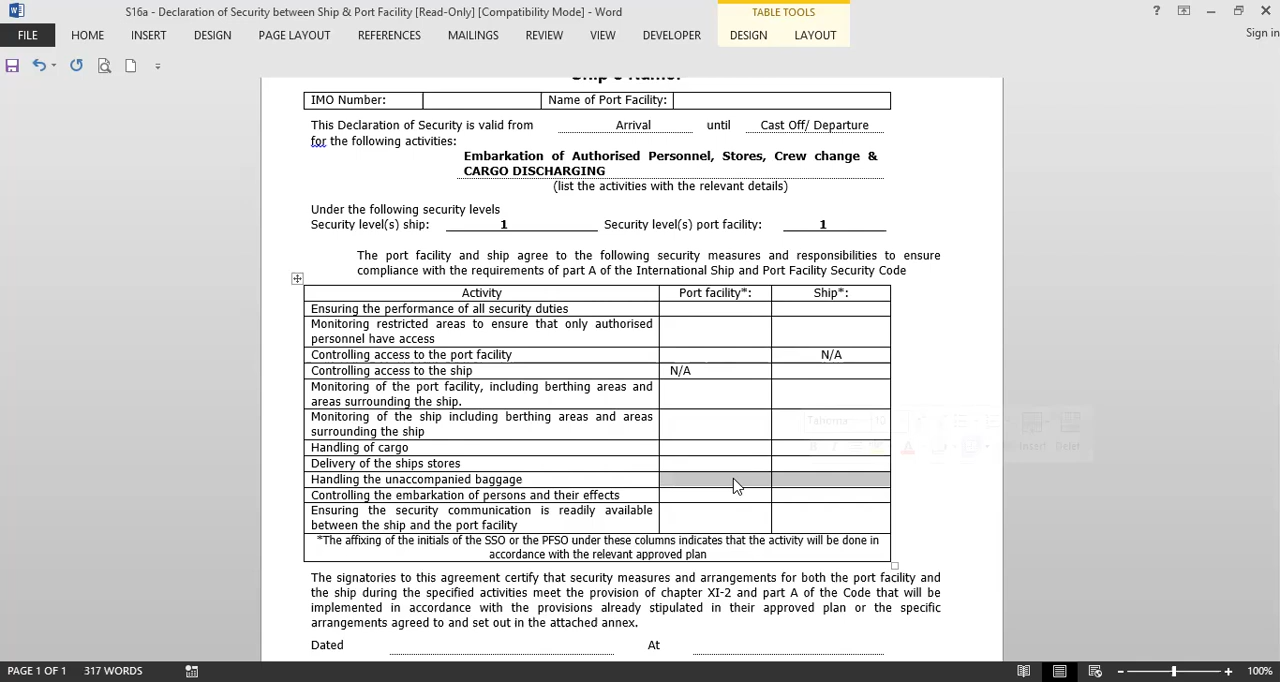 S16a - Declaration of Security between Ship & Port Facility [Read-Only] [Compatibility Mode] - Word
TABLE TOOLS
?
FILE HOME INSERT DESIGN PAGE LAYOUT REFERENCES MAILINGS REVIEW VIEW DEVELOPER DESIGN LAYOUT Sign in
IMO Number: Name of Port Facility:
This Declaration of Security is valid from Arrival until Cast Off/ Departure
for the following activities:
Embarkation of Authorised Personnel, Stores, Crew change &
CARGO DISCHARGING
(list the activities with the relevant details)
Under the following security levels
Security level(s) ship: 1 Security level(s) port facility: 1
The port facility and ship agree to the following security measures and responsibilities to ensure
compliance with the requirements of part A of the International Ship and Port Facility Security Code
Activity Port facility*: Ship*:
Ensuring the performance of all security duties
Monitoring restricted areas to ensure that only authorised
personnel have access
Controlling access to the port facility N/A
Controlling access to the ship N/A
Monitoring of the port facility, including berthing areas and
areas surrounding the ship.
Monitoring of the ship including berthing areas and areas
surrounding the ship
Tahoma 10
Handling of cargo
B I A Insert Delete
Delivery of the ships stores
Handling the unaccompanied baggage
Controlling the embarkation of persons and their effects
Ensuring the security communication is readily available
between the ship and the port facility
*The affixing of the initials of the SSO or the PFSO under these columns indicates that the activity will be done in
accordance with the relevant approved plan
The signatories to this agreement certify that security measures and arrangements for both the port facility and
the ship during the specified activities meet the provision of chapter XI-2 and part A of the Code that will be
implemented in accordance with the provisions already stipulated in their approved plan or the specific
arrangements agreed to and set out in the attached annex.
Dated At
PAGE 1 OF 1 317 WORDS 100%